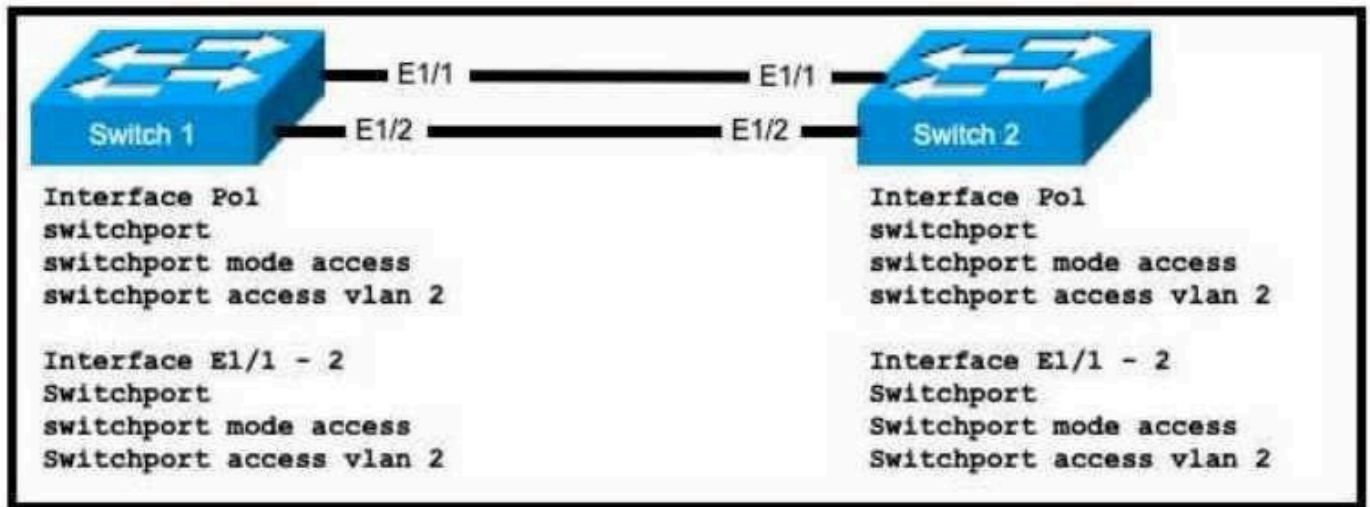 E1/1 E1/1
E1/2 E1/2
Switch 1 Switch 2
Interface Po1
switchport
switchport mode access
switchport access vlan 2
Interface E1/1 - 2
Switchport
switchport mode access
Switchport access vlan 2
Interface Po1
switchport
switchport mode access
switchport access vlan 2
Interface E1/1 - 2
Switchport
Switchport mode access
Switchport access vlan 2